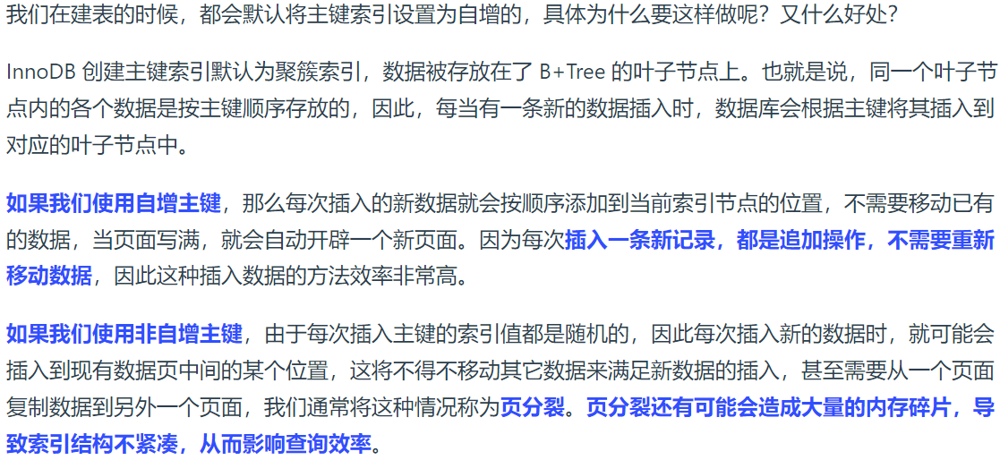 我们在建表的时候，都会默认将主键索引设置为自增的，具体为什么要这样做呢？又什么好处？
InnoDB 创建主键索引默认为聚簇索引，数据被存放在了 B+Tree 的叶子节点上。也就是说，同一个叶子节
点内的各个数据是按主键顺序存放的，因此，每当有一条新的数据插入时，数据库会根据主键将其插入到
对应的叶子节点中。
如果我们使用自增主键，那么每次插入的新数据就会按顺序添加到当前索引节点的位置，不需要移动已有
的数据，当页面写满，就会自动开辟一个新页面。因为每次插入一条新记录，都是追加操作，不需要重新
移动数据，因此这种插入数据的方法效率非常高。
如果我们使用非自增主键，由于每次插入主键的索引值都是随机的，因此每次插入新的数据时，就可能会
插入到现有数据页中间的某个位置，这将不得不移动其它数据来满足新数据的插入，甚至需要从一个页面
复制数据到另外一个页面，我们通常将这种情况称为页分裂。页分裂还有可能会造成大量的内存碎片，导
致索引结构不紧凑，从而影响查询效率。